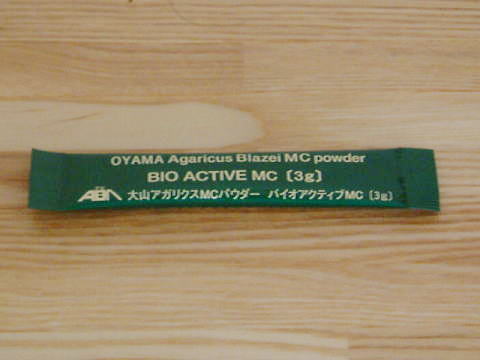 OYAMA Agaricus Blazei MC powder
BIO ACTIVE MC〔3g〕
ABA 大山アガリクスMCパウダー バイオアクティブMC〔3g〕